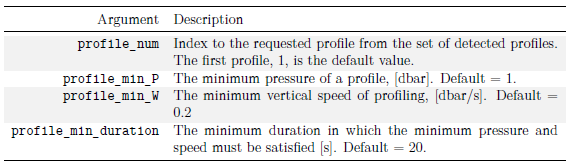 Argument Description
profile_num Index to the requested profile from the set of detected profiles.
The first profile, 1, is the default value.
profile_min_P The minimum pressure of a profile, [dbar]. Default = 1.
profile_min_W The minimum vertical speed of profiling, [dbar/s]. Default =
0.2
profile_min_duration The minimum duration in which the minimum pressure and
speed must be satisfied [s]. Default = 20.